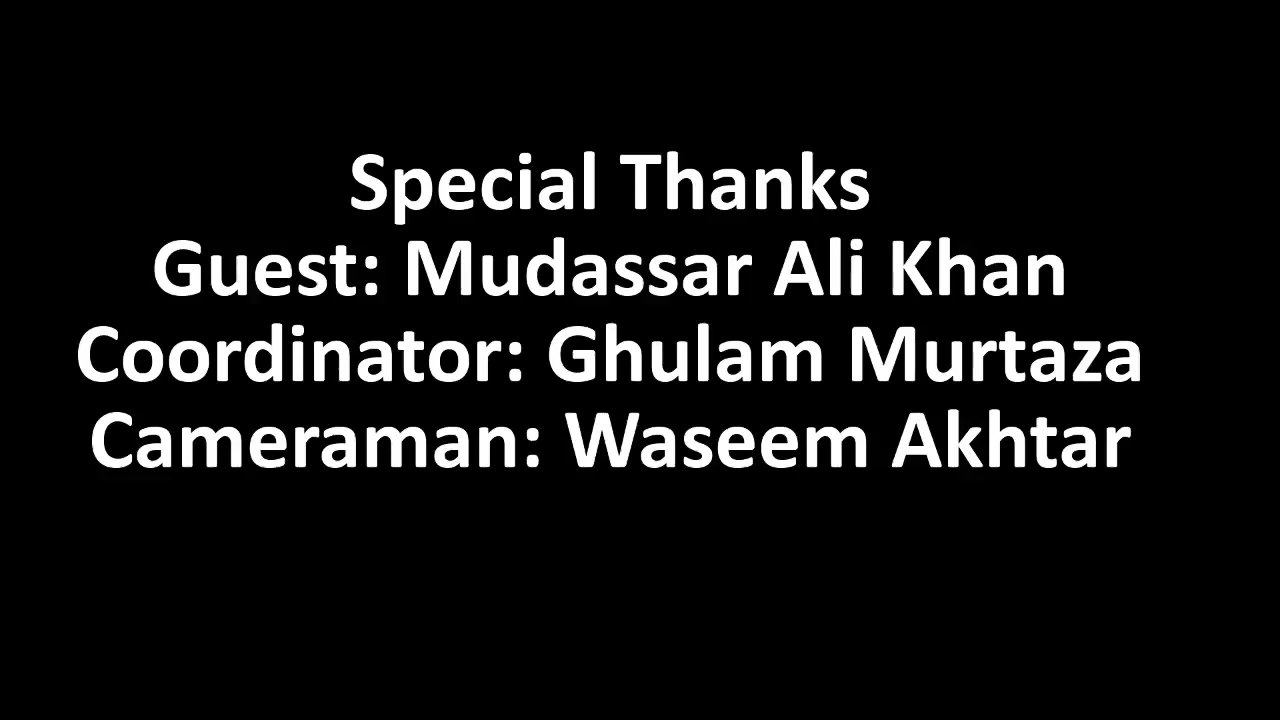 Special Thanks
Guest: Mudassar Ali Khan
Coordinator: Ghulam Murtaza
Cameraman: Waseem Akhtar